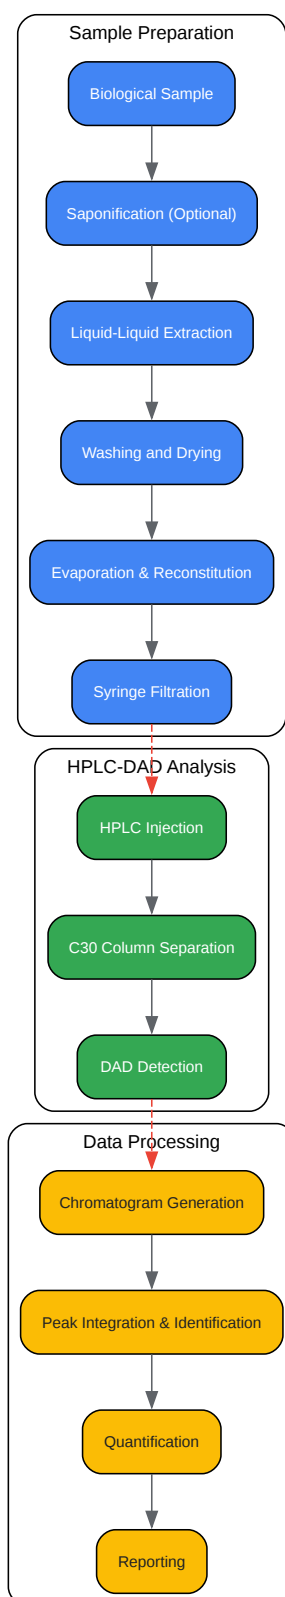 Sample Preparation
Biological Sample
Saponification (Optional)
Liquid-Liquid Extraction
Washing and Drying
Evaporation & Reconstitution
Syringe Filtration
HPLC-DAD Analysis
HPLC Injection
C30 Column Separation
DAD Detection
Data Processing
Chromatogram Generation
Peak Integration & Identification
Quantification
Reporting